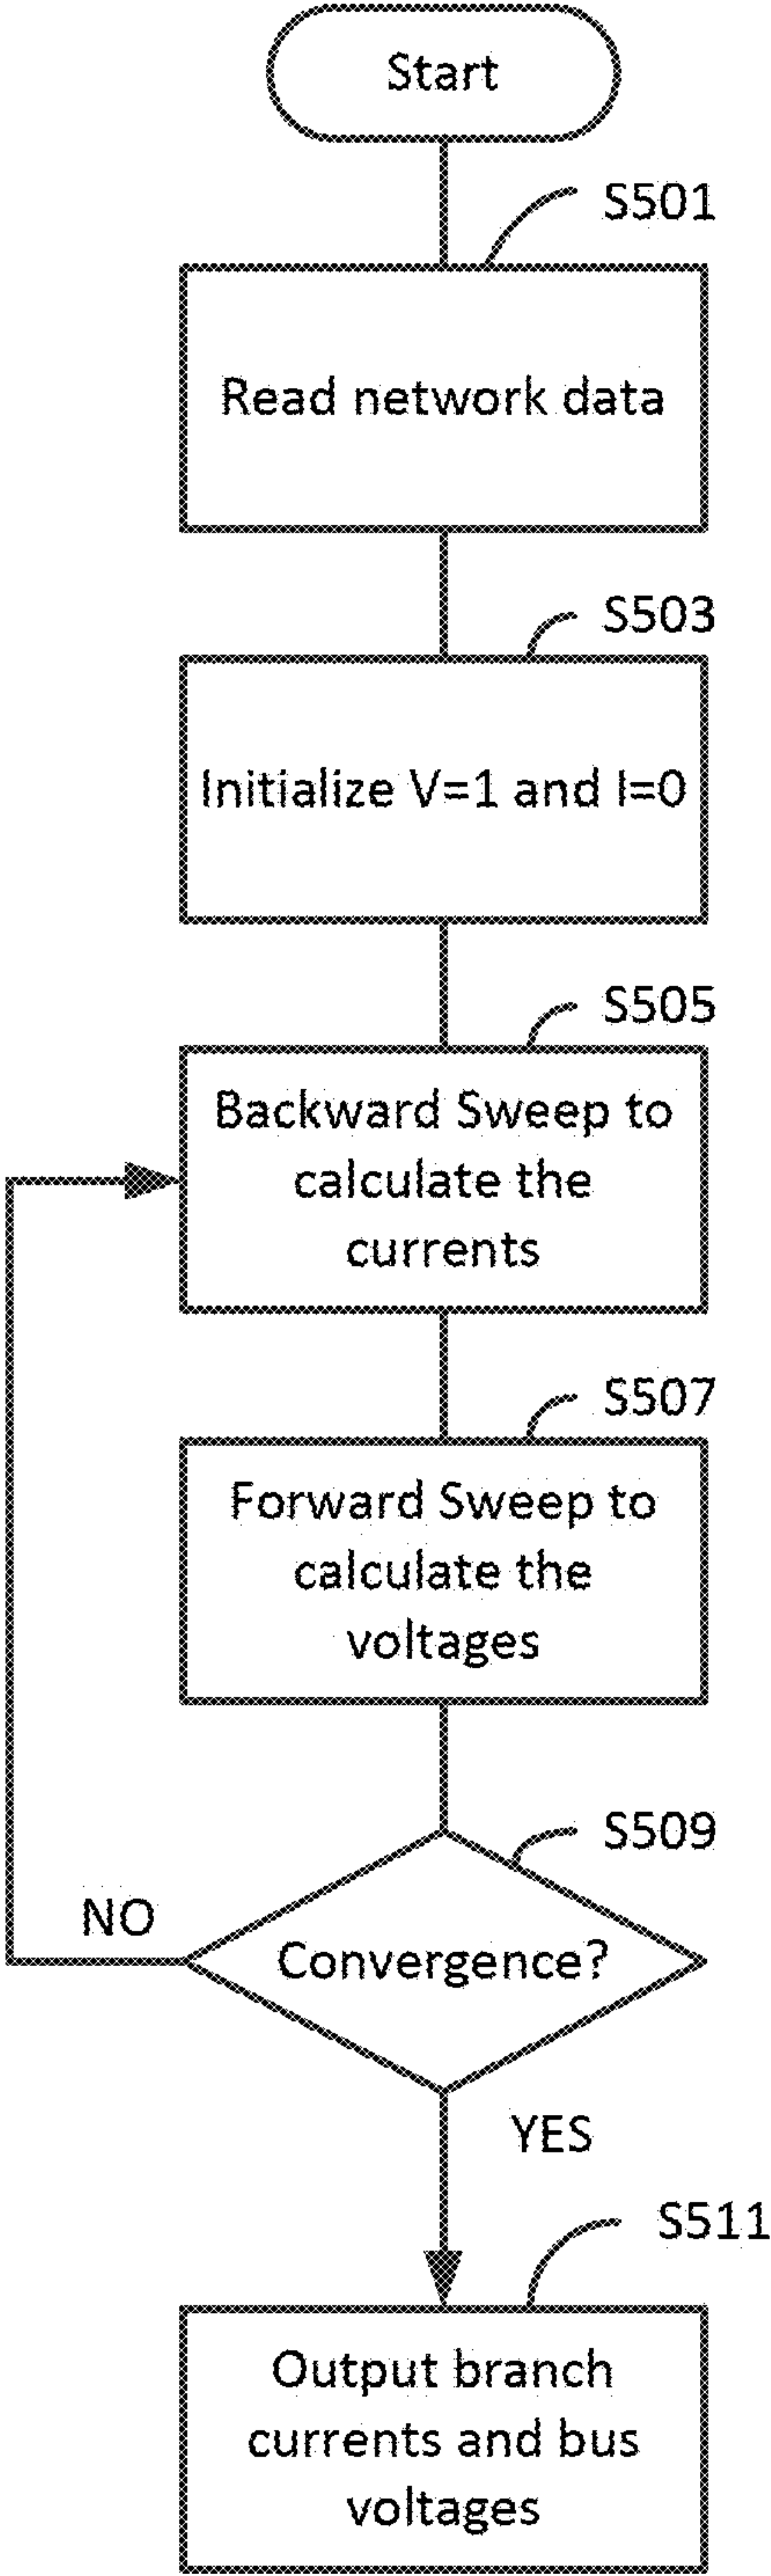 Start
S501
Read network data
S503
Initialize V=1 and I=0
S505
Backward Sweep to
calculate the
currents
S507
Forward Sweep to
calculate the
voltages
S509
NO
Convergence?
YES
S511
Output branch
currents and bus
voltages